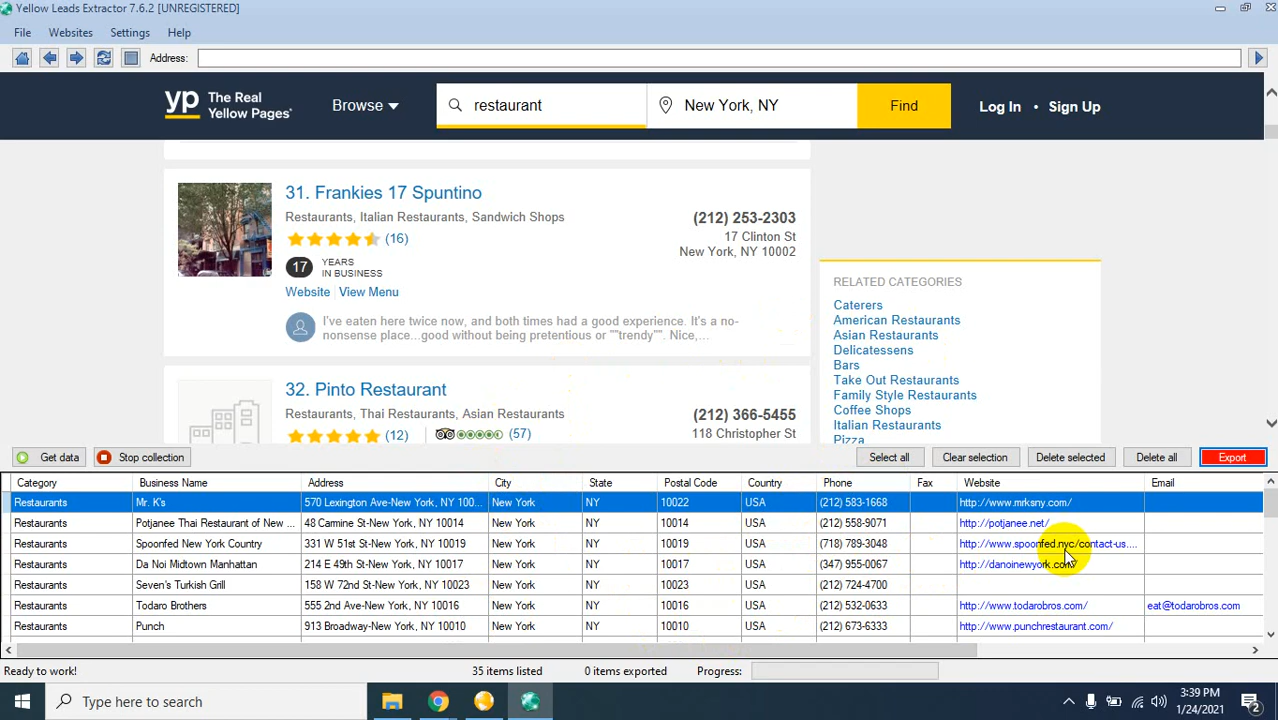 Yellow Leads Extractor 7.6.2 [UNREGISTERED]
File Websites Settings Help
Address:
yp The Real Yellow Pages® Browse restaurant New York, NY Find Log In • Sign Up
31. Frankies 17 Spuntino
Restaurants, Italian Restaurants, Sandwich Shops
(16)
17 YEARS IN BUSINESS
Website View Menu
I've eaten here twice now, and both times had a good experience. It's a no-
nonsense place...good without being pretentious or ""trendy"". Nice,...
(212) 253-2303
17 Clinton St
New York, NY 10002
32. Pinto Restaurant
Restaurants, Thai Restaurants, Asian Restaurants
(12) (57)
(212) 366-5455
118 Christopher St
RELATED CATEGORIES
Caterers
American Restaurants
Asian Restaurants
Delicatessens
Bars
Take Out Restaurants
Family Style Restaurants
Coffee Shops
Italian Restaurants
Pizza
Get data Stop collection Select all Clear selection Delete selected Delete all Export
Category Business Name Address City State Postal Code Country Phone Fax Website Email
Restaurants Mr. K's 570 Lexington Ave-New York, NY 100... New York NY 10022 USA (212) 583-1668 http://www.mrksny.com/
Restaurants Potjanee Thai Restaurant of New ... 48 Camine St-New York, NY 10014 New York NY 10014 USA (212) 558-9071 http://potjanee.net/
Restaurants Spoonfed New York Country 331 W 51st St-New York, NY 10019 New York NY 10019 USA (718) 789-3048 http://www.spoonfed.nyc/contact-us....
Restaurants Da Noi Midtown Manhattan 214 E 49th St-New York, NY 10017 New York NY 10017 USA (347) 955-0067 http://danoinewyork.com/
Restaurants Seven's Turkish Grill 158 W 72nd St-New York, NY 10023 New York NY 10023 USA (212) 724-4700
Restaurants Todaro Brothers 555 2nd Ave-New York, NY 10016 New York NY 10016 USA (212) 532-0633 http://www.todarobros.com/ eat@todarobros.com
Restaurants Punch 913 Broadway-New York, NY 10010 New York NY 10010 USA (212) 673-6333 http://www.punchrestaurant.com/
Ready to work! 35 items listed 0 items exported Progress:
Type here to search
3:39 PM
1/24/2021
2